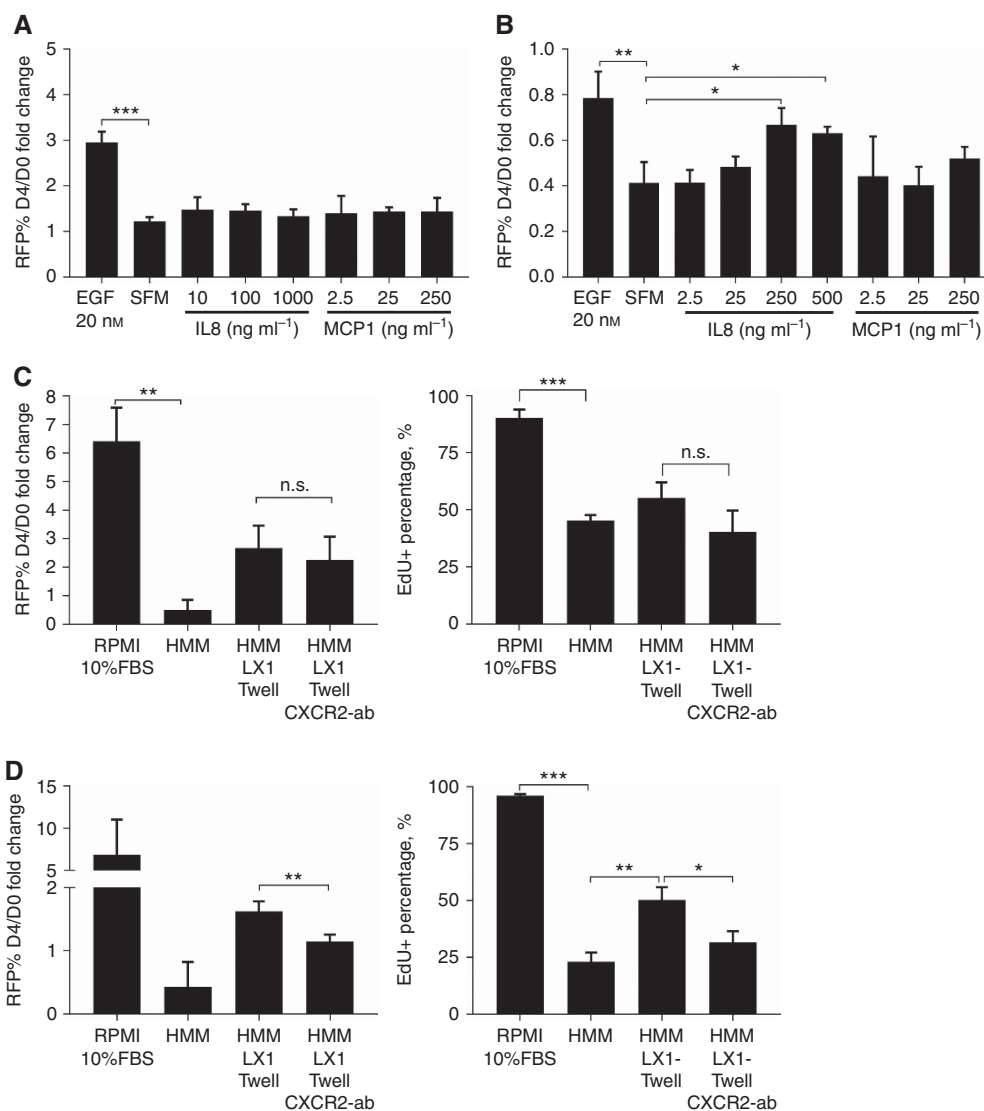 A
RFP% D4/D0 fold change
5
4
3
2
1
0
***
EGF 20 nM
SFM
10 100 1000
IL8 (ng ml⁻¹)
2.5 25 250
MCP1 (ng ml⁻¹)
B
RFP% D4/D0 fold change
1.0
0.8
0.6
0.4
0.2
0.0
**
*
*
EGF 20 nM
SFM
2.5 25 250 500
IL8 (ng ml⁻¹)
2.5 25 250
MCP1 (ng ml⁻¹)
C
RFP% D4/D0 fold change
8
7
6
5
4
3
2
1
0
**
n.s.
RPMI 10%FBS
HMM
HMM LX1 Twell
HMM LX1 Twell CXCR2-ab
EdU+ percentage, %
100
75
50
25
0
***
n.s.
RPMI 10%FBS
HMM
HMM LX1-Twell
HMM LX1-Twell CXCR2-ab
D
RFP% D4/D0 fold change
15
10
5
2
1
0
**
RPMI 10%FBS
HMM
HMM LX1 Twell
HMM LX1 Twell CXCR2-ab
EdU+ percentage, %
100
75
50
25
0
***
**
*
RPMI 10%FBS
HMM
HMM LX1-Twell
HMM LX1-Twell CXCR2-ab